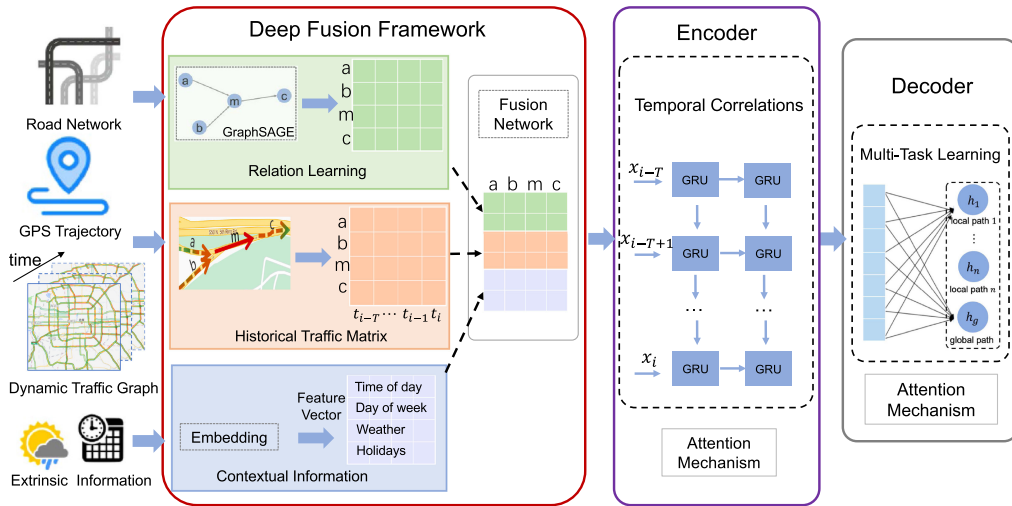 Road Network
GPS Trajectory
time
Dynamic Traffic Graph
Extrinsic Information
Deep Fusion Framework
a
m
c
b
GraphSAGE
a
b
m
c
Relation Learning
a
b
m
c
a
b
m
c
t_{i-T} ⋯ t_{i-1} t_i
Historical Traffic Matrix
Embedding
Feature
Vector
Time of day
Day of week
Weather
Holidays
Contextual Information
Fusion
Network
a b m c
Encoder
Temporal Correlations
x_{i-T}
GRU GRU
x_{i-T+1}
GRU GRU
... ...
x_i
GRU GRU
Attention
Mechanism
Decoder
Multi-Task Learning
h_1
local path 1
⋮
h_n
local path n
h_g
global path
Attention
Mechanism